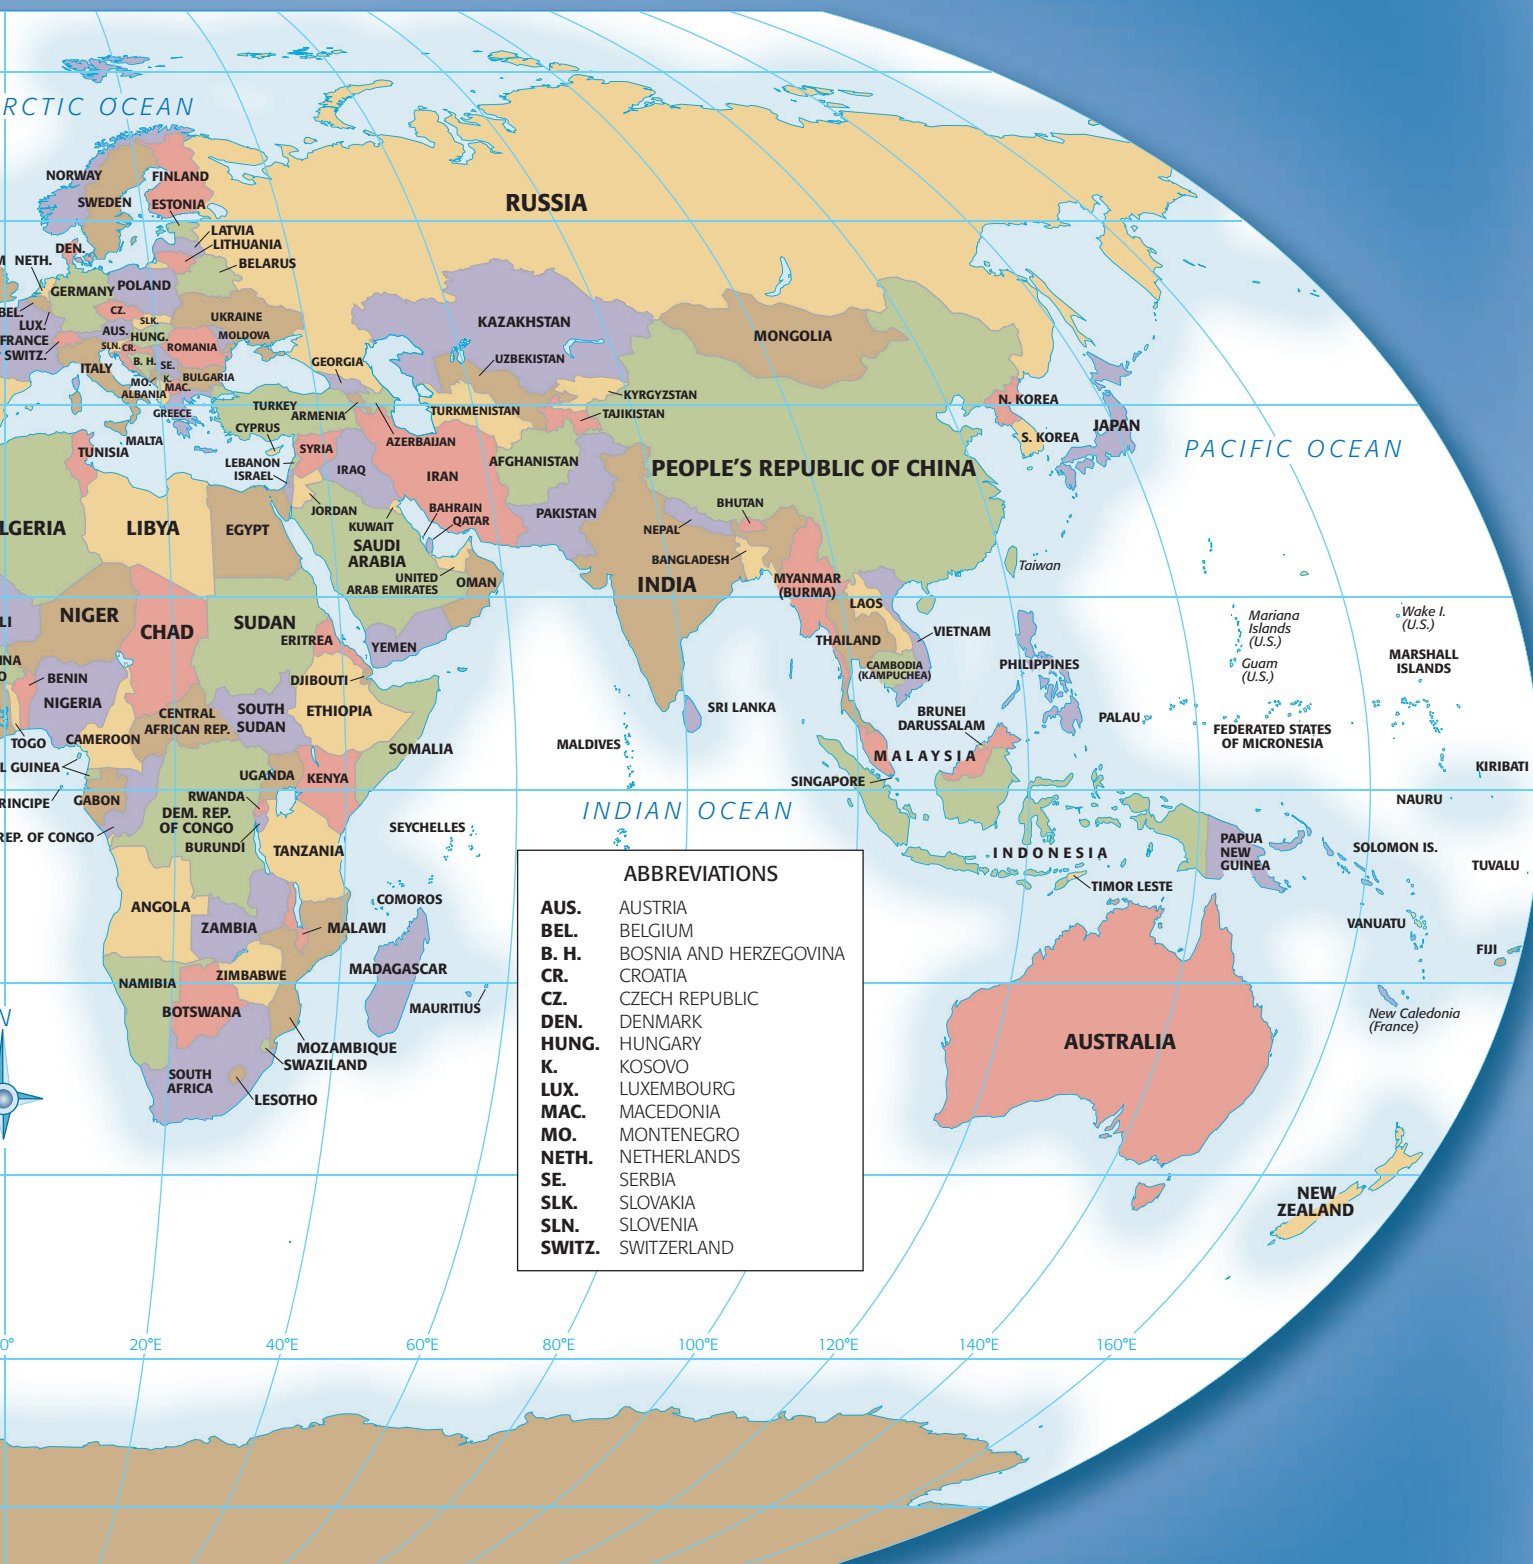 RCTIC OCEAN
NORWAY
FINLAND
SWEDEN
ESTONIA
RUSSIA
LATVIA
LITHUANIA
DEN.
M
NETH.
BELARUS
GERMANY
POLAND
BEL.
CZ.
SLK.
UKRAINE
LUX.
AUS.
HUNG.
MOLDOVA
FRANCE
SLN.
CR.
ROMANIA
SWITZ.
ITALY
B. H.
SE.
MO.
K.
BULGARIA
MAC.
ALBANIA
GREECE
GEORGIA
KAZAKHSTAN
MONGOLIA
UZBEKISTAN
KYRGYZSTAN
TURKEY
ARMENIA
TURKMENISTAN
TAJIKISTAN
N. KOREA
CYPRUS
AZERBAIJAN
S. KOREA
JAPAN
MALTA
TUNISIA
SYRIA
LEBANON
ISRAEL
IRAQ
IRAN
AFGHANISTAN
PEOPLE'S REPUBLIC OF CHINA
PACIFIC OCEAN
LGERIA
LIBYA
EGYPT
JORDAN
KUWAIT
BAHRAIN
QATAR
PAKISTAN
NEPAL
BHUTAN
SAUDI
ARABIA
BANGLADESH
Taiwan
UNITED
ARAB EMIRATES
OMAN
INDIA
MYANMAR
(BURMA)
LAOS
LI
NIGER
CHAD
SUDAN
ERITREA
YEMEN
THAILAND
VIETNAM
Mariana
Islands
(U.S.)
Wake I.
(U.S.)
INA
O
BENIN
DJIBOUTI
CAMBODIA
(KAMPUCHEA)
PHILIPPINES
Guam
(U.S.)
MARSHALL
ISLANDS
NIGERIA
CENTRAL
AFRICAN REP.
SOUTH
SUDAN
ETHIOPIA
SRI LANKA
BRUNEI
DARUSSALAM
PALAU
FEDERATED STATES
OF MICRONESIA
TOGO
CAMEROON
SOMALIA
MALDIVES
MALAYSIA
L GUINEA
UGANDA
KENYA
SINGAPORE
KIRIBATI
RINCIPE
GABON
RWANDA
INDIAN OCEAN
NAURU
REP. OF CONGO
DEM. REP.
OF CONGO
BURUNDI
SEYCHELLES
TANZANIA
INDONESIA
PAPUA
NEW
GUINEA
SOLOMON IS.
TUVALU
TIMOR LESTE
ANGOLA
COMOROS
ZAMBIA
MALAWI
VANUATU
FIJI
NAMIBIA
ZIMBABWE
MADAGASCAR
BOTSWANA
MAURITIUS
New Caledonia
(France)
N
MOZAMBIQUE
SWAZILAND
AUSTRALIA
SOUTH
AFRICA
LESOTHO
NEW
ZEALAND
ABBREVIATIONS
AUS. AUSTRIA
BEL. BELGIUM
B. H. BOSNIA AND HERZEGOVINA
CR. CROATIA
CZ. CZECH REPUBLIC
DEN. DENMARK
HUNG. HUNGARY
K. KOSOVO
LUX. LUXEMBOURG
MAC. MACEDONIA
MO. MONTENEGRO
NETH. NETHERLANDS
SE. SERBIA
SLK. SLOVAKIA
SLN. SLOVENIA
SWITZ. SWITZERLAND
0° 20°E 40°E 60°E 80°E 100°E 120°E 140°E 160°E